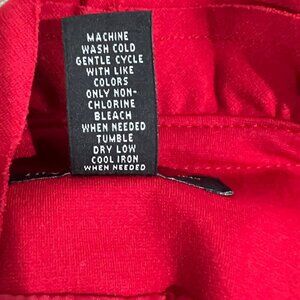 MACHINE
WASH COLD
GENTLE CYCLE
WITH LIKE
COLORS
ONLY NON-
CHLORINE
BLEACH
WHEN NEEDED
TUMBLE
DRY LOW
COOL IRON
WHEN NEEDED